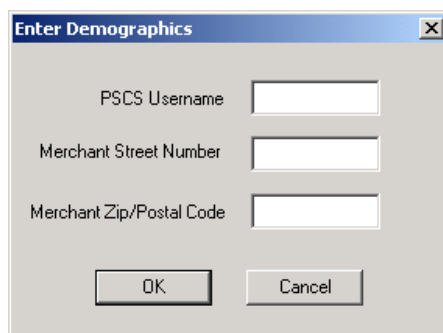 Enter Demographics
PSCS Username
Merchant Street Number
Merchant Zip/Postal Code
OK Cancel